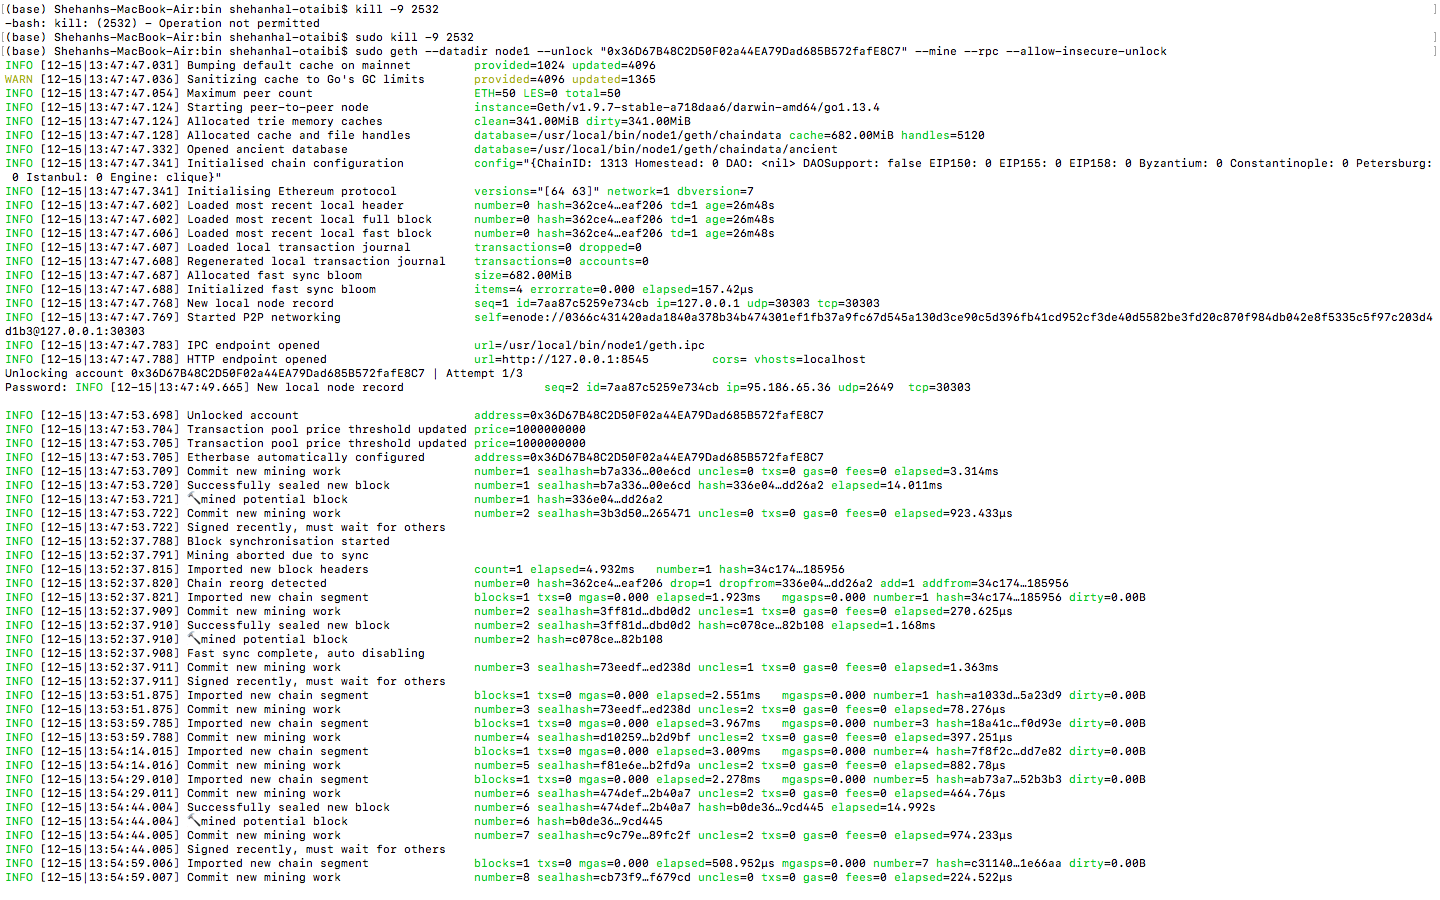 (base) Shehanhs-MacBook-Air:bin shehanhal-otaibi$ kill -9 2532
-bash: kill: (2532) - Operation not permitted
(base) Shehanhs-MacBook-Air:bin shehanhal-otaibi$ sudo kill -9 2532
(base) Shehanhs-MacBook-Air:bin shehanhal-otaibi$ sudo geth --datadir node1 --unlock "0x36D67B48C2D50F02a44EA79Dad685B572fafE8C7" --mine --rpc --allow-insecure-unlock
INFO [12-15|13:47:47.031] Bumping default cache on mainnet provided=1024 updated=4096
WARN [12-15|13:47:47.036] Sanitizing cache to Go's GC limits provided=4096 updated=1365
INFO [12-15|13:47:47.054] Maximum peer count ETH=50 LES=0 total=50
INFO [12-15|13:47:47.124] Starting peer-to-peer node instance=Geth/v1.9.7-stable-a718daa6/darwin-amd64/go1.13.4
INFO [12-15|13:47:47.124] Allocated trie memory caches clean=341.00MiB dirty=341.00MiB
INFO [12-15|13:47:47.128] Allocated cache and file handles database=/usr/local/bin/node1/geth/chaindata cache=682.00MiB handles=5120
INFO [12-15|13:47:47.332] Opened ancient database database=/usr/local/bin/node1/geth/chaindata/ancient
INFO [12-15|13:47:47.341] Initialised chain configuration config="{ChainID: 1313 Homestead: 0 DAO: <nil> DAOSupport: false EIP150: 0 EIP155: 0 EIP158: 0 Byzantium: 0 Constantinople: 0 Petersburg:
0 Istanbul: 0 Engine: clique}"
INFO [12-15|13:47:47.341] Initialising Ethereum protocol versions="[64 63]" network=1 dbversion=7
INFO [12-15|13:47:47.602] Loaded most recent local header number=0 hash=362ce4…eaf206 td=1 age=26m48s
INFO [12-15|13:47:47.602] Loaded most recent local full block number=0 hash=362ce4…eaf206 td=1 age=26m48s
INFO [12-15|13:47:47.606] Loaded most recent local fast block number=0 hash=362ce4…eaf206 td=1 age=26m48s
INFO [12-15|13:47:47.607] Loaded local transaction journal transactions=0 dropped=0
INFO [12-15|13:47:47.608] Regenerated local transaction journal transactions=0 accounts=0
INFO [12-15|13:47:47.687] Allocated fast sync bloom size=682.00MiB
INFO [12-15|13:47:47.688] Initialized fast sync bloom items=4 errorrate=0.000 elapsed=157.42µs
INFO [12-15|13:47:47.768] New local node record seq=1 id=7aa87c5259e734cb ip=127.0.0.1 udp=30303 tcp=30303
INFO [12-15|13:47:47.769] Started P2P networking self=enode://0366c431420ada1840a378b34b474301ef1fb37a9fc67d545a130d3ce90c5d396fb41cd952cf3de40d5582be3fd20c870f984db042e8f5335c5f97c203d4
d1b3@127.0.0.1:30303
INFO [12-15|13:47:47.783] IPC endpoint opened url=/usr/local/bin/node1/geth.ipc
INFO [12-15|13:47:47.788] HTTP endpoint opened url=http://127.0.0.1:8545 cors= vhosts=localhost
Unlocking account 0x36D67B48C2D50F02a44EA79Dad685B572fafE8C7 | Attempt 1/3
Password: INFO [12-15|13:47:49.665] New local node record seq=2 id=7aa87c5259e734cb ip=95.186.65.36 udp=2649 tcp=30303
INFO [12-15|13:47:53.698] Unlocked account address=0x36D67B48C2D50F02a44EA79Dad685B572fafE8C7
INFO [12-15|13:47:53.704] Transaction pool price threshold updated price=1000000000
INFO [12-15|13:47:53.705] Transaction pool price threshold updated price=1000000000
INFO [12-15|13:47:53.705] Etherbase automatically configured address=0x36D67B48C2D50F02a44EA79Dad685B572fafE8C7
INFO [12-15|13:47:53.709] Commit new mining work number=1 sealhash=b7a336…00e6cd uncles=0 txs=0 gas=0 fees=0 elapsed=3.314ms
INFO [12-15|13:47:53.720] Successfully sealed new block number=1 sealhash=b7a336…00e6cd hash=336e04…dd26a2 elapsed=14.011ms
INFO [12-15|13:47:53.721] 🔨mined potential block number=1 hash=336e04…dd26a2
INFO [12-15|13:47:53.722] Commit new mining work number=2 sealhash=3b3d50…265471 uncles=0 txs=0 gas=0 fees=0 elapsed=923.433µs
INFO [12-15|13:47:53.722] Signed recently, must wait for others
INFO [12-15|13:52:37.788] Block synchronisation started
INFO [12-15|13:52:37.791] Mining aborted due to sync
INFO [12-15|13:52:37.815] Imported new block headers count=1 elapsed=4.932ms number=1 hash=34c174…185956
INFO [12-15|13:52:37.820] Chain reorg detected number=0 hash=362ce4…eaf206 drop=1 dropfrom=336e04…dd26a2 add=1 addfrom=34c174…185956
INFO [12-15|13:52:37.821] Imported new chain segment blocks=1 txs=0 mgas=0.000 elapsed=1.923ms mgasps=0.000 number=1 hash=34c174…185956 dirty=0.00B
INFO [12-15|13:52:37.909] Commit new mining work number=2 sealhash=3ff81d…dbd0d2 uncles=1 txs=0 gas=0 fees=0 elapsed=270.625µs
INFO [12-15|13:52:37.910] Successfully sealed new block number=2 sealhash=3ff81d…dbd0d2 hash=c078ce…82b108 elapsed=1.168ms
INFO [12-15|13:52:37.910] 🔨mined potential block number=2 hash=c078ce…82b108
INFO [12-15|13:52:37.908] Fast sync complete, auto disabling
INFO [12-15|13:52:37.911] Commit new mining work number=3 sealhash=73eedf…ed238d uncles=1 txs=0 gas=0 fees=0 elapsed=1.363ms
INFO [12-15|13:52:37.911] Signed recently, must wait for others
INFO [12-15|13:53:51.875] Imported new chain segment blocks=1 txs=0 mgas=0.000 elapsed=2.551ms mgasps=0.000 number=1 hash=a1033d…5a23d9 dirty=0.00B
INFO [12-15|13:53:51.875] Commit new mining work number=3 sealhash=73eedf…ed238d uncles=2 txs=0 gas=0 fees=0 elapsed=78.276µs
INFO [12-15|13:53:59.785] Imported new chain segment blocks=1 txs=0 mgas=0.000 elapsed=3.967ms mgasps=0.000 number=3 hash=18a41c…f0d93e dirty=0.00B
INFO [12-15|13:53:59.788] Commit new mining work number=4 sealhash=d10259…b2d9bf uncles=2 txs=0 gas=0 fees=0 elapsed=397.251µs
INFO [12-15|13:54:14.015] Imported new chain segment blocks=1 txs=0 mgas=0.000 elapsed=3.009ms mgasps=0.000 number=4 hash=7f8f2c…dd7e82 dirty=0.00B
INFO [12-15|13:54:14.016] Commit new mining work number=5 sealhash=f81e6e…b2fd9a uncles=2 txs=0 gas=0 fees=0 elapsed=882.78µs
INFO [12-15|13:54:29.010] Imported new chain segment blocks=1 txs=0 mgas=0.000 elapsed=2.278ms mgasps=0.000 number=5 hash=ab73a7…52b3b3 dirty=0.00B
INFO [12-15|13:54:29.011] Commit new mining work number=6 sealhash=474def…2b40a7 uncles=2 txs=0 gas=0 fees=0 elapsed=464.76µs
INFO [12-15|13:54:44.004] Successfully sealed new block number=6 sealhash=474def…2b40a7 hash=b0de36…9cd445 elapsed=14.992s
INFO [12-15|13:54:44.004] 🔨mined potential block number=6 hash=b0de36…9cd445
INFO [12-15|13:54:44.005] Commit new mining work number=7 sealhash=c9c79e…89fc2f uncles=2 txs=0 gas=0 fees=0 elapsed=974.233µs
INFO [12-15|13:54:44.005] Signed recently, must wait for others
INFO [12-15|13:54:59.006] Imported new chain segment blocks=1 txs=0 mgas=0.000 elapsed=508.952µs mgasps=0.000 number=7 hash=c31140…1e66aa dirty=0.00B
INFO [12-15|13:54:59.007] Commit new mining work number=8 sealhash=cb73f9…f679cd uncles=0 txs=0 gas=0 fees=0 elapsed=224.522µs